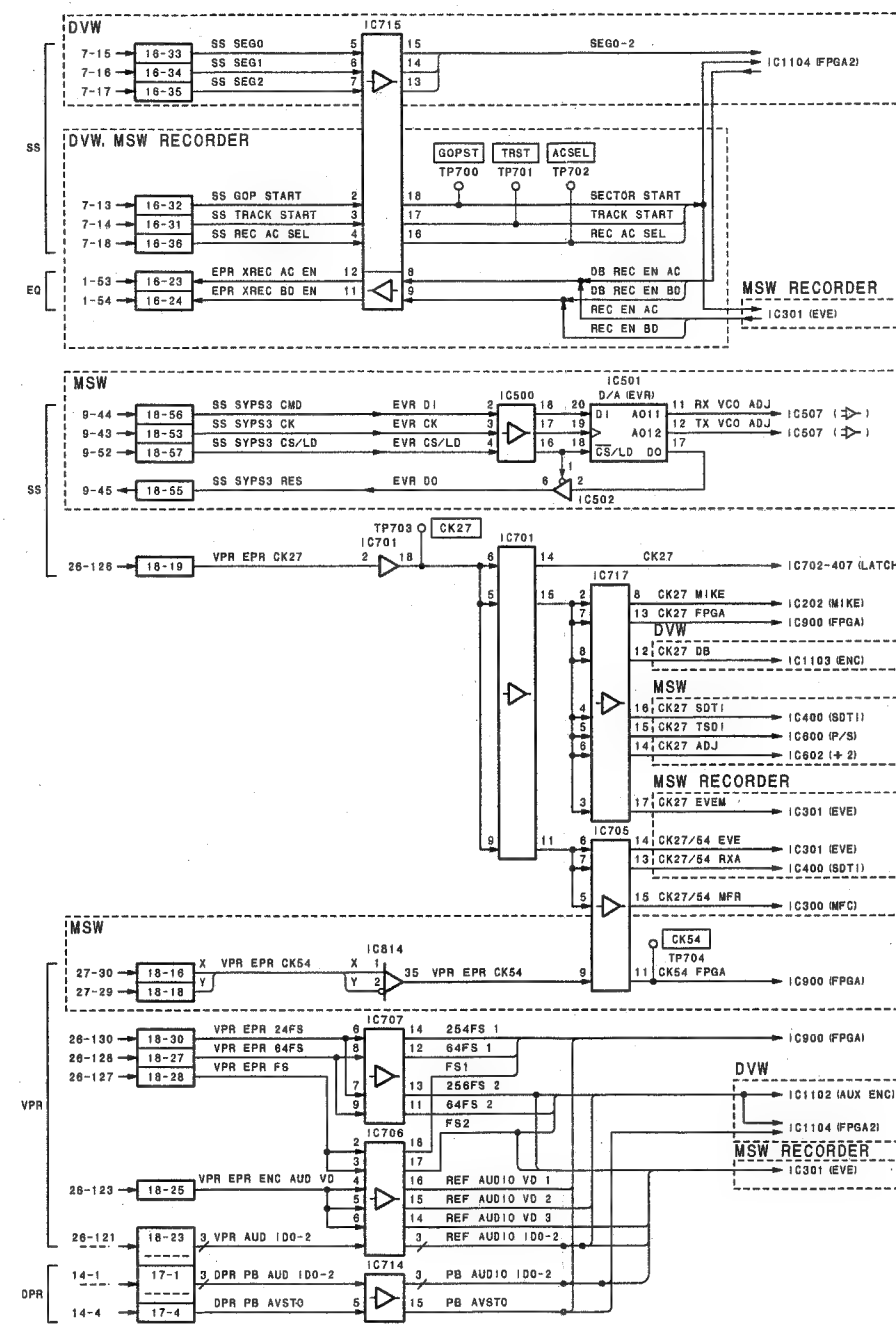 DVW
IC715
7-15 16-33 SS SEG0 5 15 SEG0-2
7-16 16-34 SS SEG1 6 14 IC1104 (FPGA2)
7-17 16-35 SS SEG2 7 13
SS
DVW, MSW RECORDER
GOPST TRST ACSEL
TP700 TP701 TP702
7-13 16-32 SS GOP START 2 18 SECTOR START
7-14 16-31 SS TRACK START 3 17 TRACK START
7-18 16-36 SS REC AC SEL 4 16 REC AC SEL
EQ
1-53 16-23 EPR XREC AC EN 12 8 DB REC EN AC
1-54 16-24 EPR XREC BD EN 11 9 DB REC EN BD
MSW RECORDER
REC EN AC IC301 (EVE)
REC EN BD
MSW
IC501
IC500 D/A (EVR)
9-44 18-56 SS SYPS3 CMD EVR DI 2 18 20 DI AO11 11 RX VCO ADJ IC507
9-43 18-53 SS SYPS3 CK EVR CK 3 17 19 AO12 12 TX VCO ADJ IC507
9-52 18-57 SS SYPS3 CS/LD EVR CS/LD 4 16 18 CS/LD DO 17
SS
1
9-45 18-55 SS SYPS3 RES EVR DO 6 2
IC502
TP703 CK27
IC701 IC701
26-126 18-19 VPR EPR CK27 2 18 6 14 CK27 IC702-407 (LATCH
IC717
5 15 2 8 CK27 MIKE IC202 (MIKE)
7 13 CK27 FPGA IC900 (FPGA)
DVW
8 12 CK27 DB IC1103 (ENC)
MSW
4 16 CK27 SDTI IC400 (SDTI)
5 15 CK27 TSDI IC600 (P/S)
6 14 CK27 ADJ IC602 (÷2)
MSW RECORDER
3 17 CK27 EVEM IC301 (EVE)
IC705
9 11 6 14 CK27/54 EVE IC301 (EVE)
7 13 CK27/54 RXA IC400 (SDTI)
5 15 CK27/54 MFR IC300 (MFC)
MSW
CK54
TP704
IC814
27-30 18-16 X VPR EPR CK54 X 1 35 VPR EPR CK54 9 11 CK54 FPGA IC900 (FPGA)
27-29 18-18 Y Y 2
IC707
26-130 18-30 VPR EPR 24FS 6 14 254FS 1 IC900 (FPGA)
26-128 18-27 VPR EPR 64FS 8 12 64FS 1
26-127 18-28 VPR EPR FS FS1
DVW
7 13 256FS 2 IC1102 (AUX ENC)
VPR
9 11 64FS 2
IC706 FS2 IC1104 (FPGA2)
2 18
MSW RECORDER
3 17 IC301 (EVE)
26-123 18-25 VPR EPR ENC AUD VD 4 16 REF AUDIO VD 1
5 15 REF AUDIO VD 2
6 14 REF AUDIO VD 3
26-121 18-23 3 VPR AUD ID0-2 3 REF AUDIO ID0-2
IC714
14-1 17-1 3 DPR PB AUD ID0-2 3 PB AUDIO ID0-2
DPR
14-4 17-4 DPR PB AVST0 5 15 PB AVST0